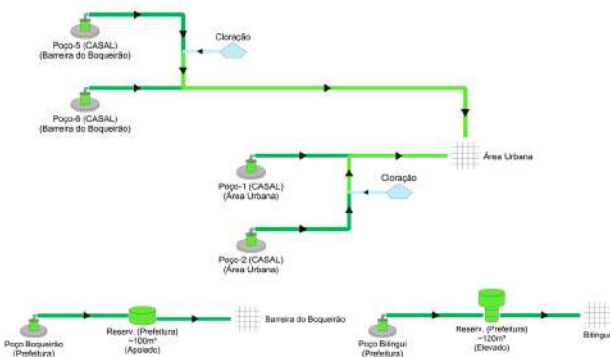 Poço-5 (CASAL)
(Barreira do Boqueirão)
Cloração
Poço-6 (CASAL)
(Barreira do Boqueirão)
Área Urbana
Poço-1 (CASAL)
(Área Urbana)
Cloração
Poço-2 (CASAL)
(Área Urbana)
Poço Boqueirão
(Prefeitura)
Reserv. (Prefeitura)
~100m³
(Apoiado)
Barreira do Boqueirão
Poço Bitingui
(Prefeitura)
Reserv. (Prefeitura)
~120m³
(Elevado)
Bitingui